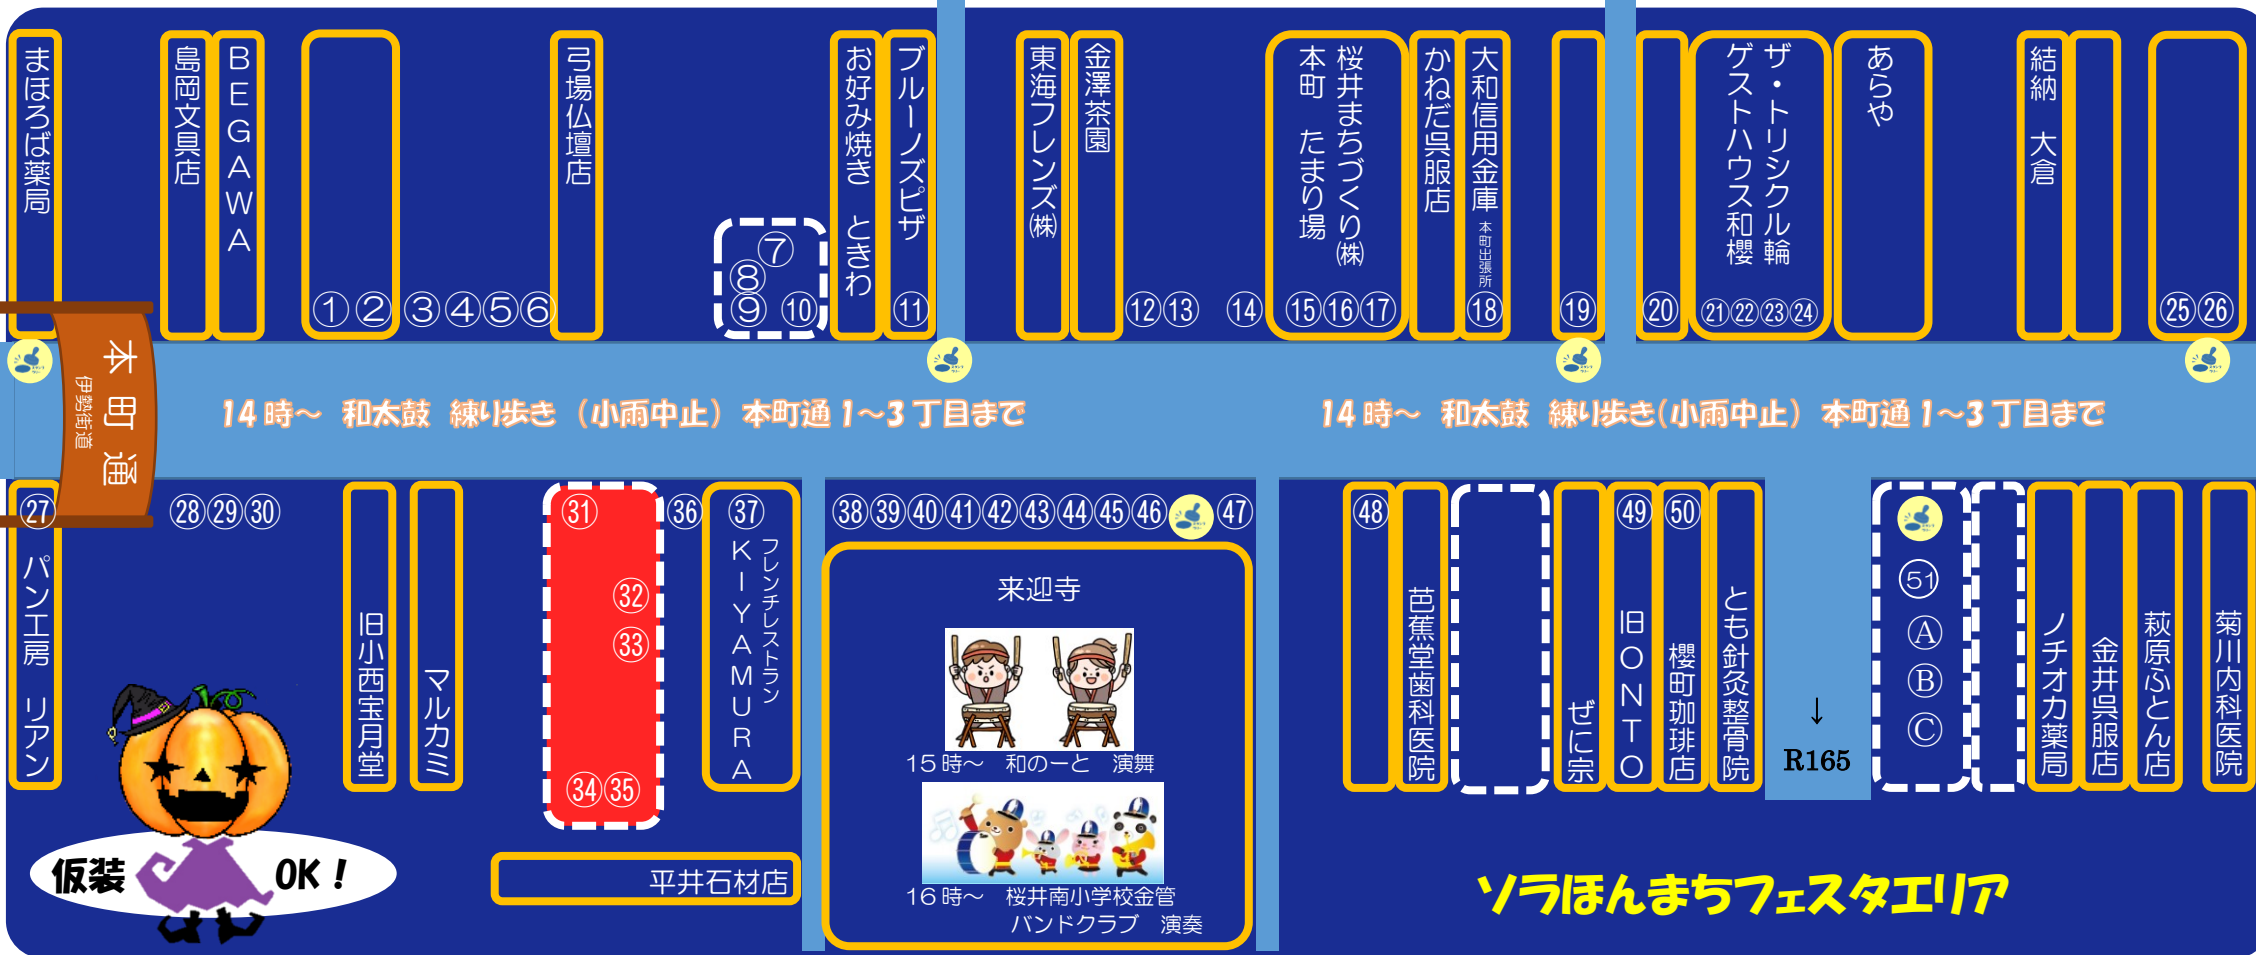 まほろば薬局
島岡文具店
BEGAWA
①②③④⑤⑥
弓場仏壇店
⑦
⑧
⑨ ⑩
お好み焼き ときわ
ブルーノズピザ
⑪
東海フレンズ㈱
金澤茶園
⑫⑬ ⑭
桜井まちづくり㈱
本町 たまり場
⑮⑯⑰
かねだ呉服店
大和信用金庫 本町出張所
⑱
⑲
⑳
ザ・トリシクル輪
ゲストハウス和櫻
㉑㉒㉓㉔
あらや
結納 大倉
㉕㉖
本町通
伊勢街道
14時～ 和太鼓 練り歩き（小雨中止）本町通1～3丁目まで
14時～ 和太鼓 練り歩き（小雨中止）本町通1～3丁目まで
㉗
パン工房 リアン
㉘㉙㉚
旧小西宝月堂
マルカミ
㉛
㉜
㉝
㉞㉟
㊱
㊲
フレンチレストラン
KIYAMURA
平井石材店
㊳㊴㊵㊶㊷㊸㊹㊺㊻ ㊼
来迎寺
15時～ 和のーと 演舞
16時～ 桜井南小学校金管
バンドクラブ 演奏
㊽
芭蕉堂歯科医院
ぜに宗
㊾
旧ONTO
㊿
櫻町珈琲店
とも針灸整骨院
↓
R165
51
Ⓐ
Ⓑ
Ⓒ
ノチオカ薬局
金井呉服店
萩原ふとん店
菊川内科医院
仮装 OK！
ソラほんまちフェスタエリア